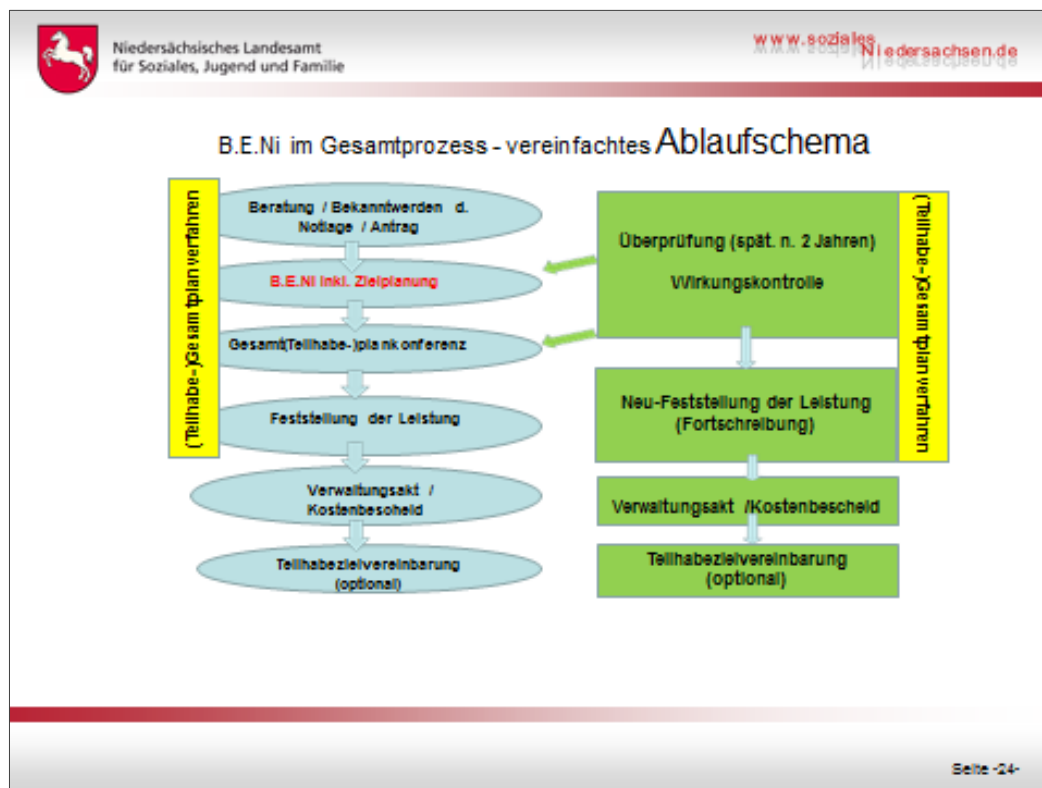 Niedersächsisches Landesamt
für Soziales, Jugend und Familie
www.soziales
Niedersachsen.de
B.E.Ni im Gesamtprozess - vereinfachtes Ablaufschema
(Teilhabe-)Gesamtplanverfahren
Beratung / Bekanntwerden d.
Notlage / Antrag
B.E.Ni inkl. Zielplanung
Gesamt(Teilhabe-)plankonferenz
Feststellung der Leistung
Verwaltungsakt /
Kostenbescheid
Teilhabezielvereinbarung
(optional)
Überprüfung (spät. n. 2 Jahren)
Wirkungskontrolle
Neu-Feststellung der Leistung
(Fortschreibung)
Verwaltungsakt /Kostenbescheid
Teilhabezielvereinbarung
(optional)
(Teilhabe-)Gesamtplanverfahren
Seite -24-